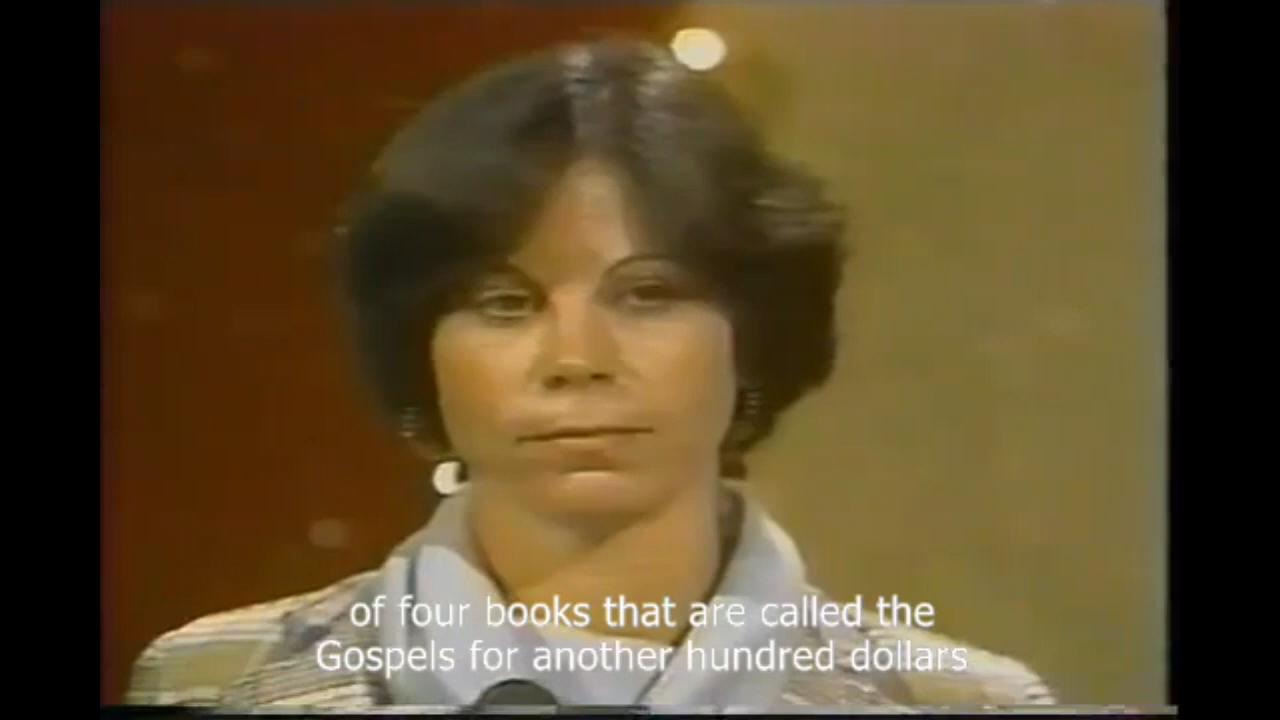 of four books that are called the
Gospels for another hundred dollars